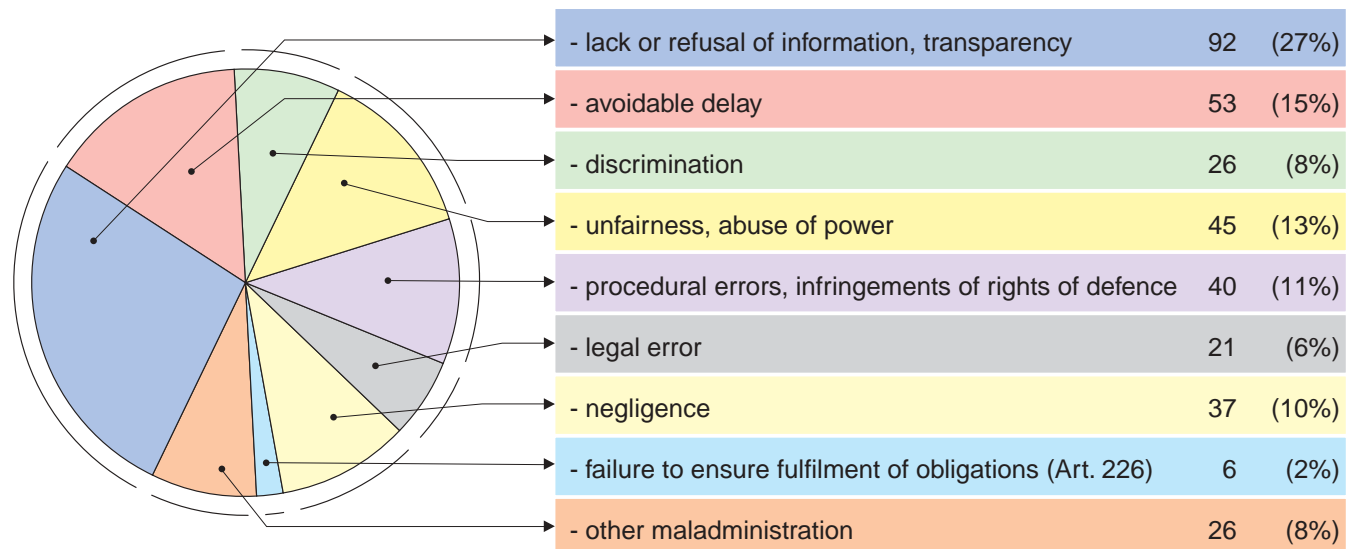 - lack or refusal of information, transparency 92 (27%)
- avoidable delay 53 (15%)
- discrimination 26 (8%)
- unfairness, abuse of power 45 (13%)
- procedural errors, infringements of rights of defence 40 (11%)
- legal error 21 (6%)
- negligence 37 (10%)
- failure to ensure fulfilment of obligations (Art. 226) 6 (2%)
- other maladministration 26 (8%)